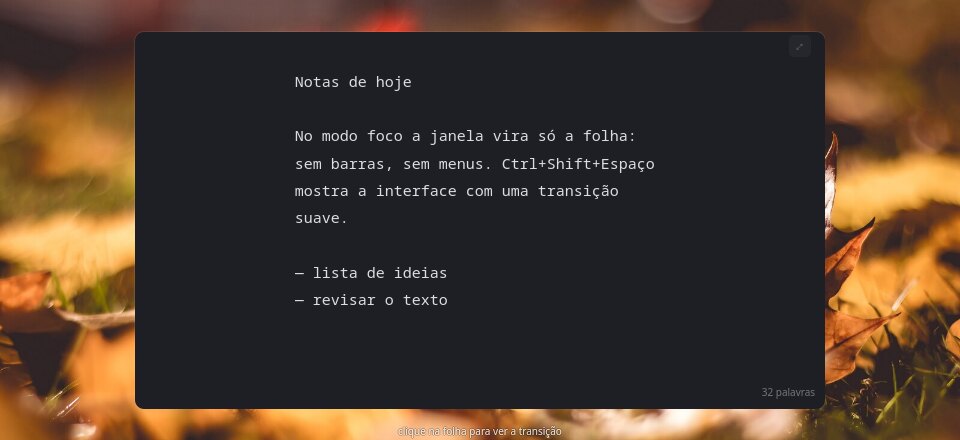 Notas de hoje
No modo foco a janela vira só a folha:
sem barras, sem menus. Ctrl+Shift+Espaço
mostra a interface com uma transição
suave.
— lista de ideias
— revisar o texto
32 palavras
clique na folha para ver a transição